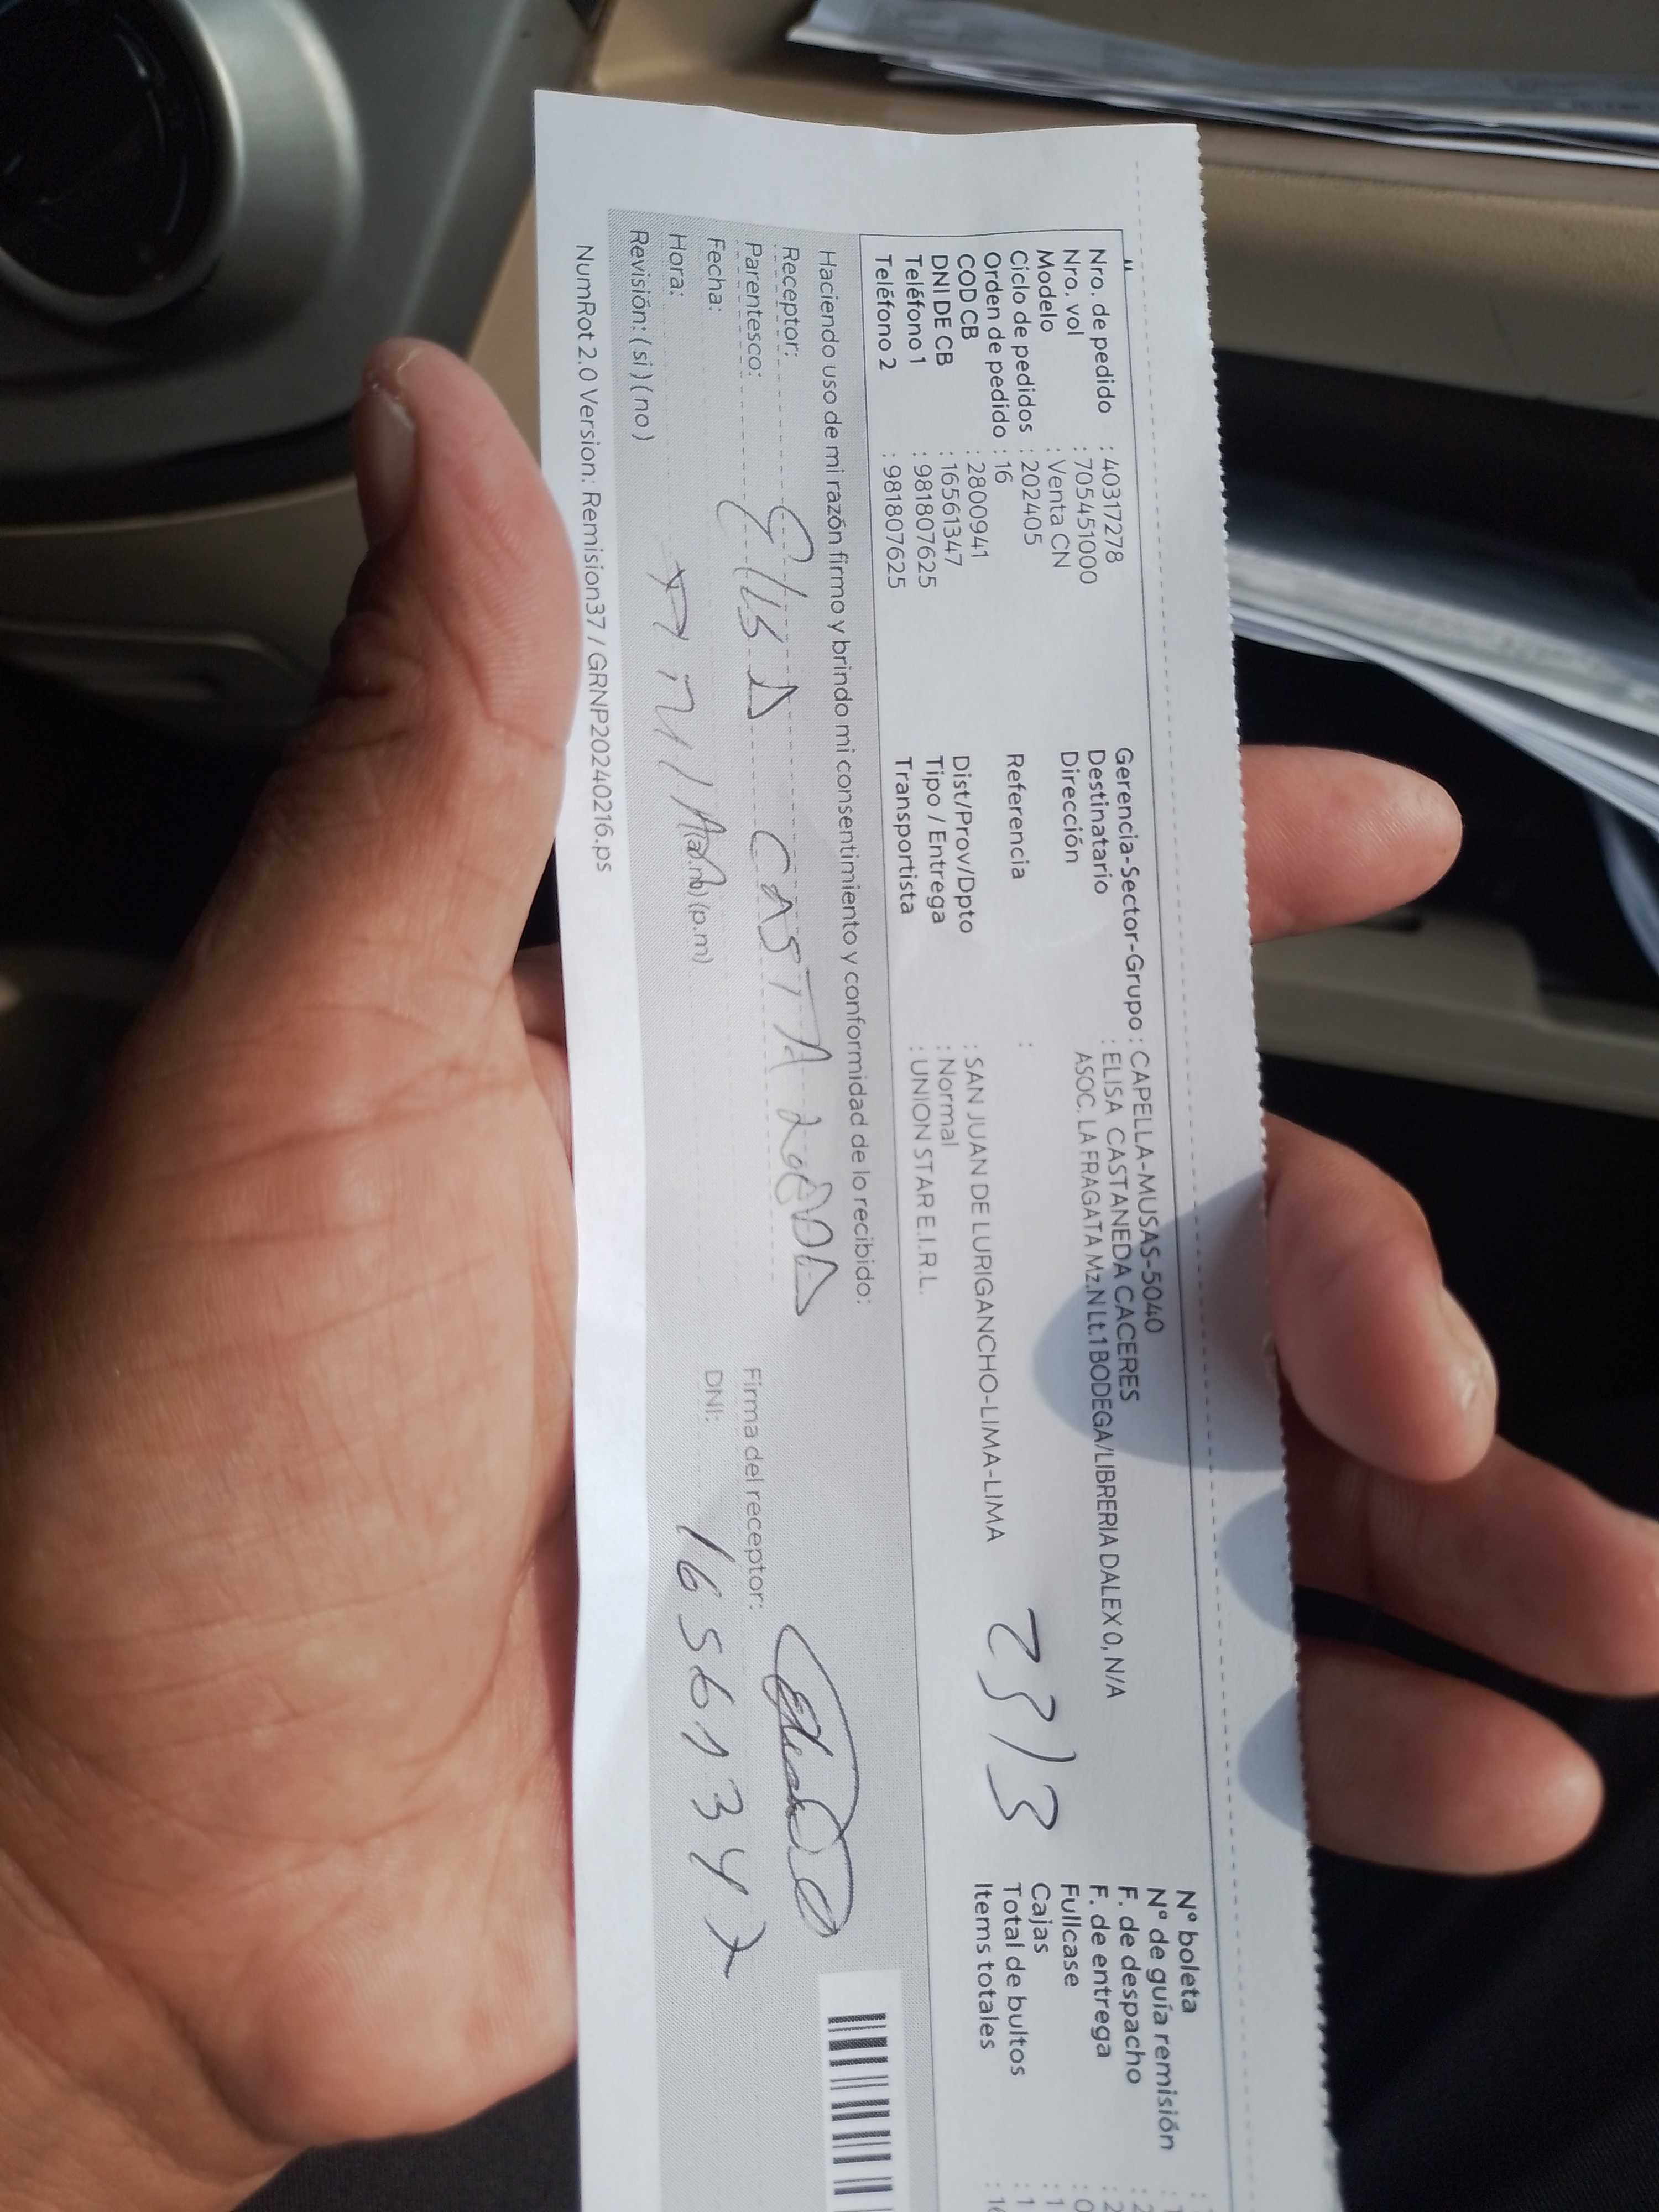 Nro. de pedido : 40317278
Nro. vol : 705451000
Modelo : Venta CN
Ciclo de pedidos : 202405
Orden de pedido : 16
COD CB : 2800941
DNI DE CB : 16561347
Teléfono 1 : 981807625
Teléfono 2 : 981807625
Gerencia-Sector-Grupo : CAPELLA-MUSAS-5040
Destinatario : ELISA CASTANEDA CACERES
Dirección ASOC. LA FRAGATA Mz.N Lt.1 BODEGA/LIBRERIA DALEX 0, N/A
Referencia :
Dist/Prov/Dpto : SAN JUAN DE LURIGANCHO-LIMA-LIMA
Tipo / Entrega : Normal
Transportista : UNION STAR E.I.R.L.
N° boleta
N° de guía remisión
F. de despacho
F. de entrega
Fullcase
Cajas
Total de bultos
Items totales
Haciendo uso de mi razón firmo y brindo mi consentimiento y conformidad de lo recibido:
Receptor:
Parentesco:
Fecha:
Hora: (p.m)
Revisión: ( si ) ( no )
Firma del receptor:
DNI: 16561347
NumRot 2.0 Version: Remision37 / GRNP20240216.ps